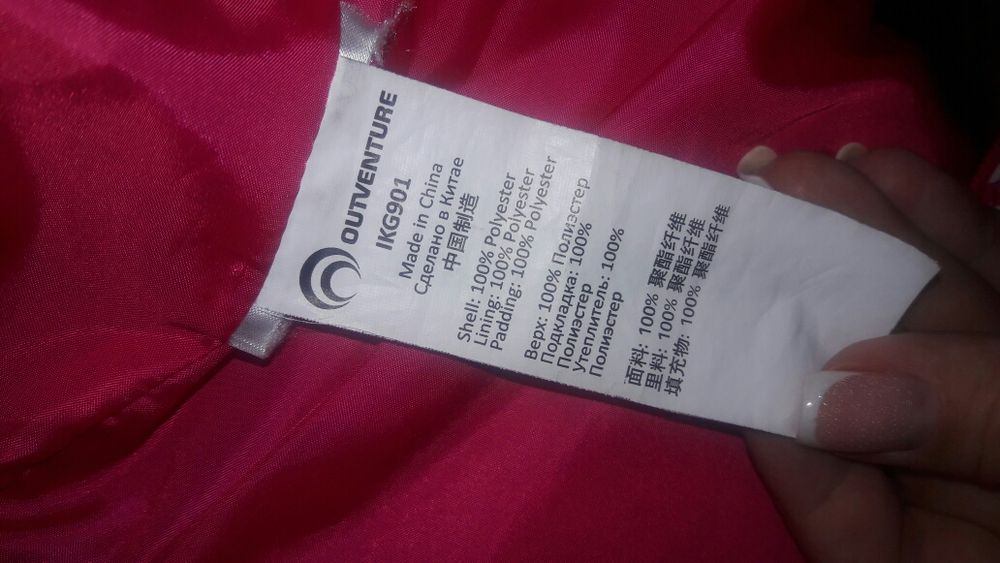 OUTVENTURE
IKG901
Made in China
Сделано в Китае
中国制造
Shell: 100% Polyester
Lining: 100% Polyester
Padding: 100% Polyester
Верх: 100% Полиэстер
Подкладка: 100%
Полиэстер
Утеплитель: 100%
Полиэстер
面料: 100% 聚酯纤维
里料: 100% 聚酯纤维
填充物: 100% 聚酯纤维